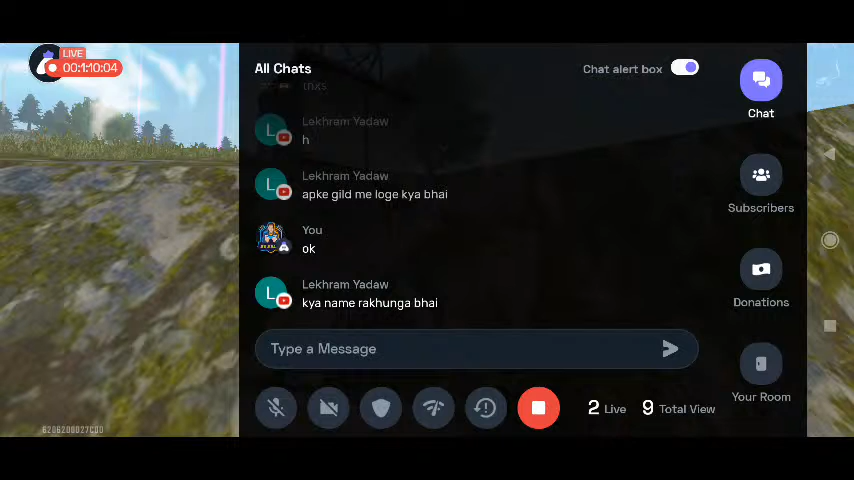 LIVE
00:1:10:04
All Chats
Chat alert box
Chat
thxs
Lekhram Yadaw
h
Lekhram Yadaw
apke gild me loge kya bhai
Subscribers
You
ok
Lekhram Yadaw
kya name rakhunga bhai
Donations
Type a Message
Your Room
2 Live
9 Total View